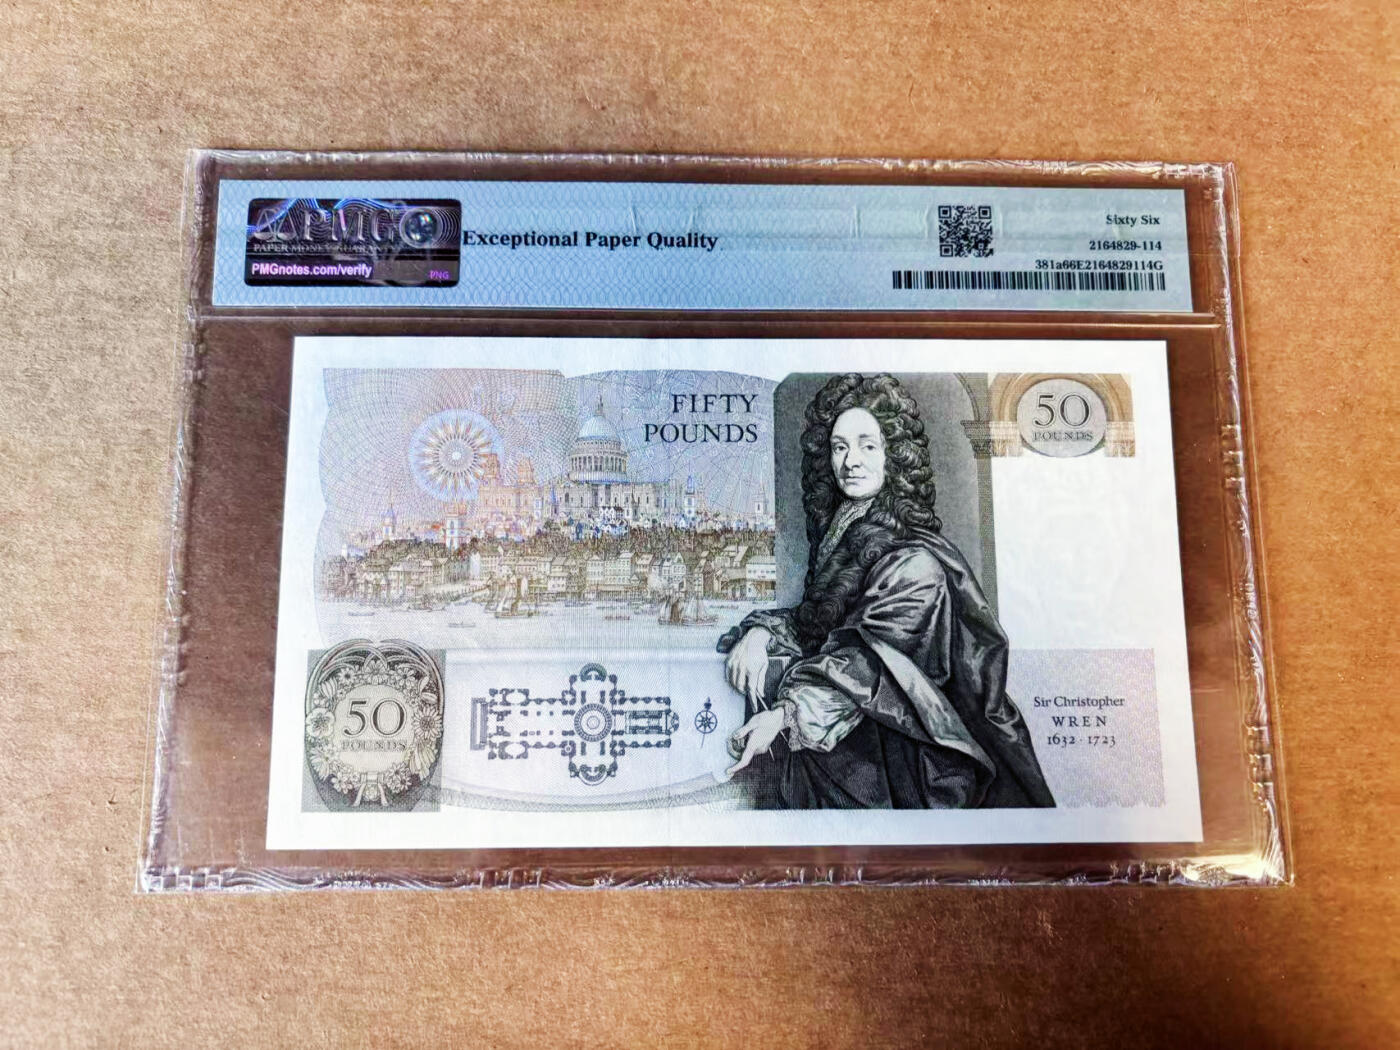 PMG
PAPER MONEY GUARANTY
PMGnotes.com/verify
PNG
Exceptional Paper Quality
Sixty Six
2164829-114
381a66E2164829114G
FIFTY
POUNDS
50
POUNDS
50
POUNDS
Sir Christopher
WREN
1632 · 1723